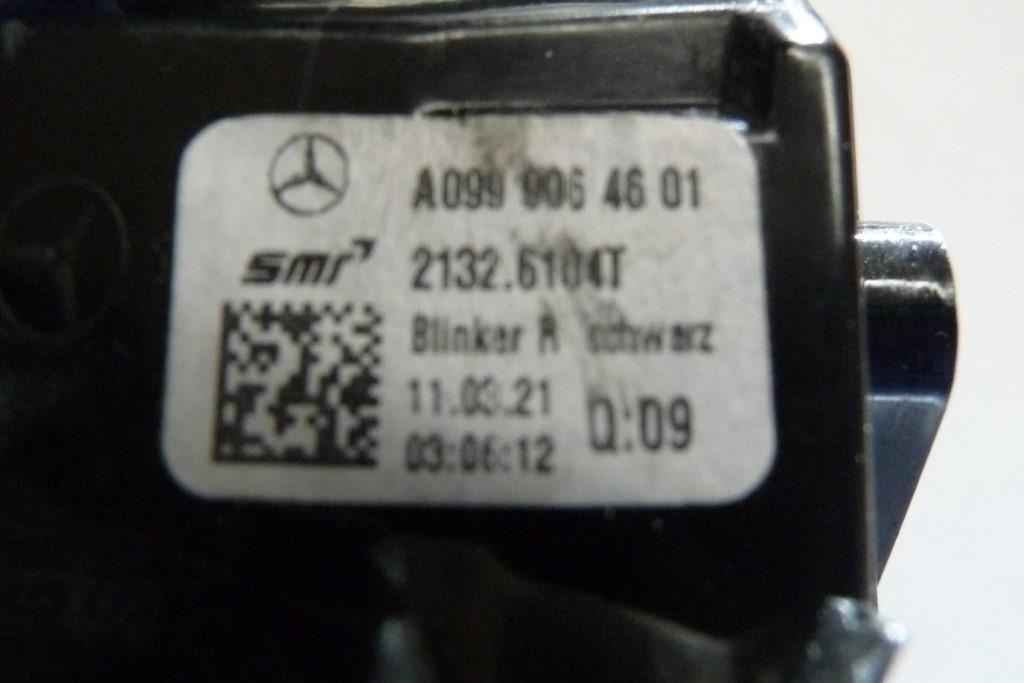 A099 906 46 01
smr
2132.6104T
Blinker R schwarz
11.03.21
03:06:12
Q:09